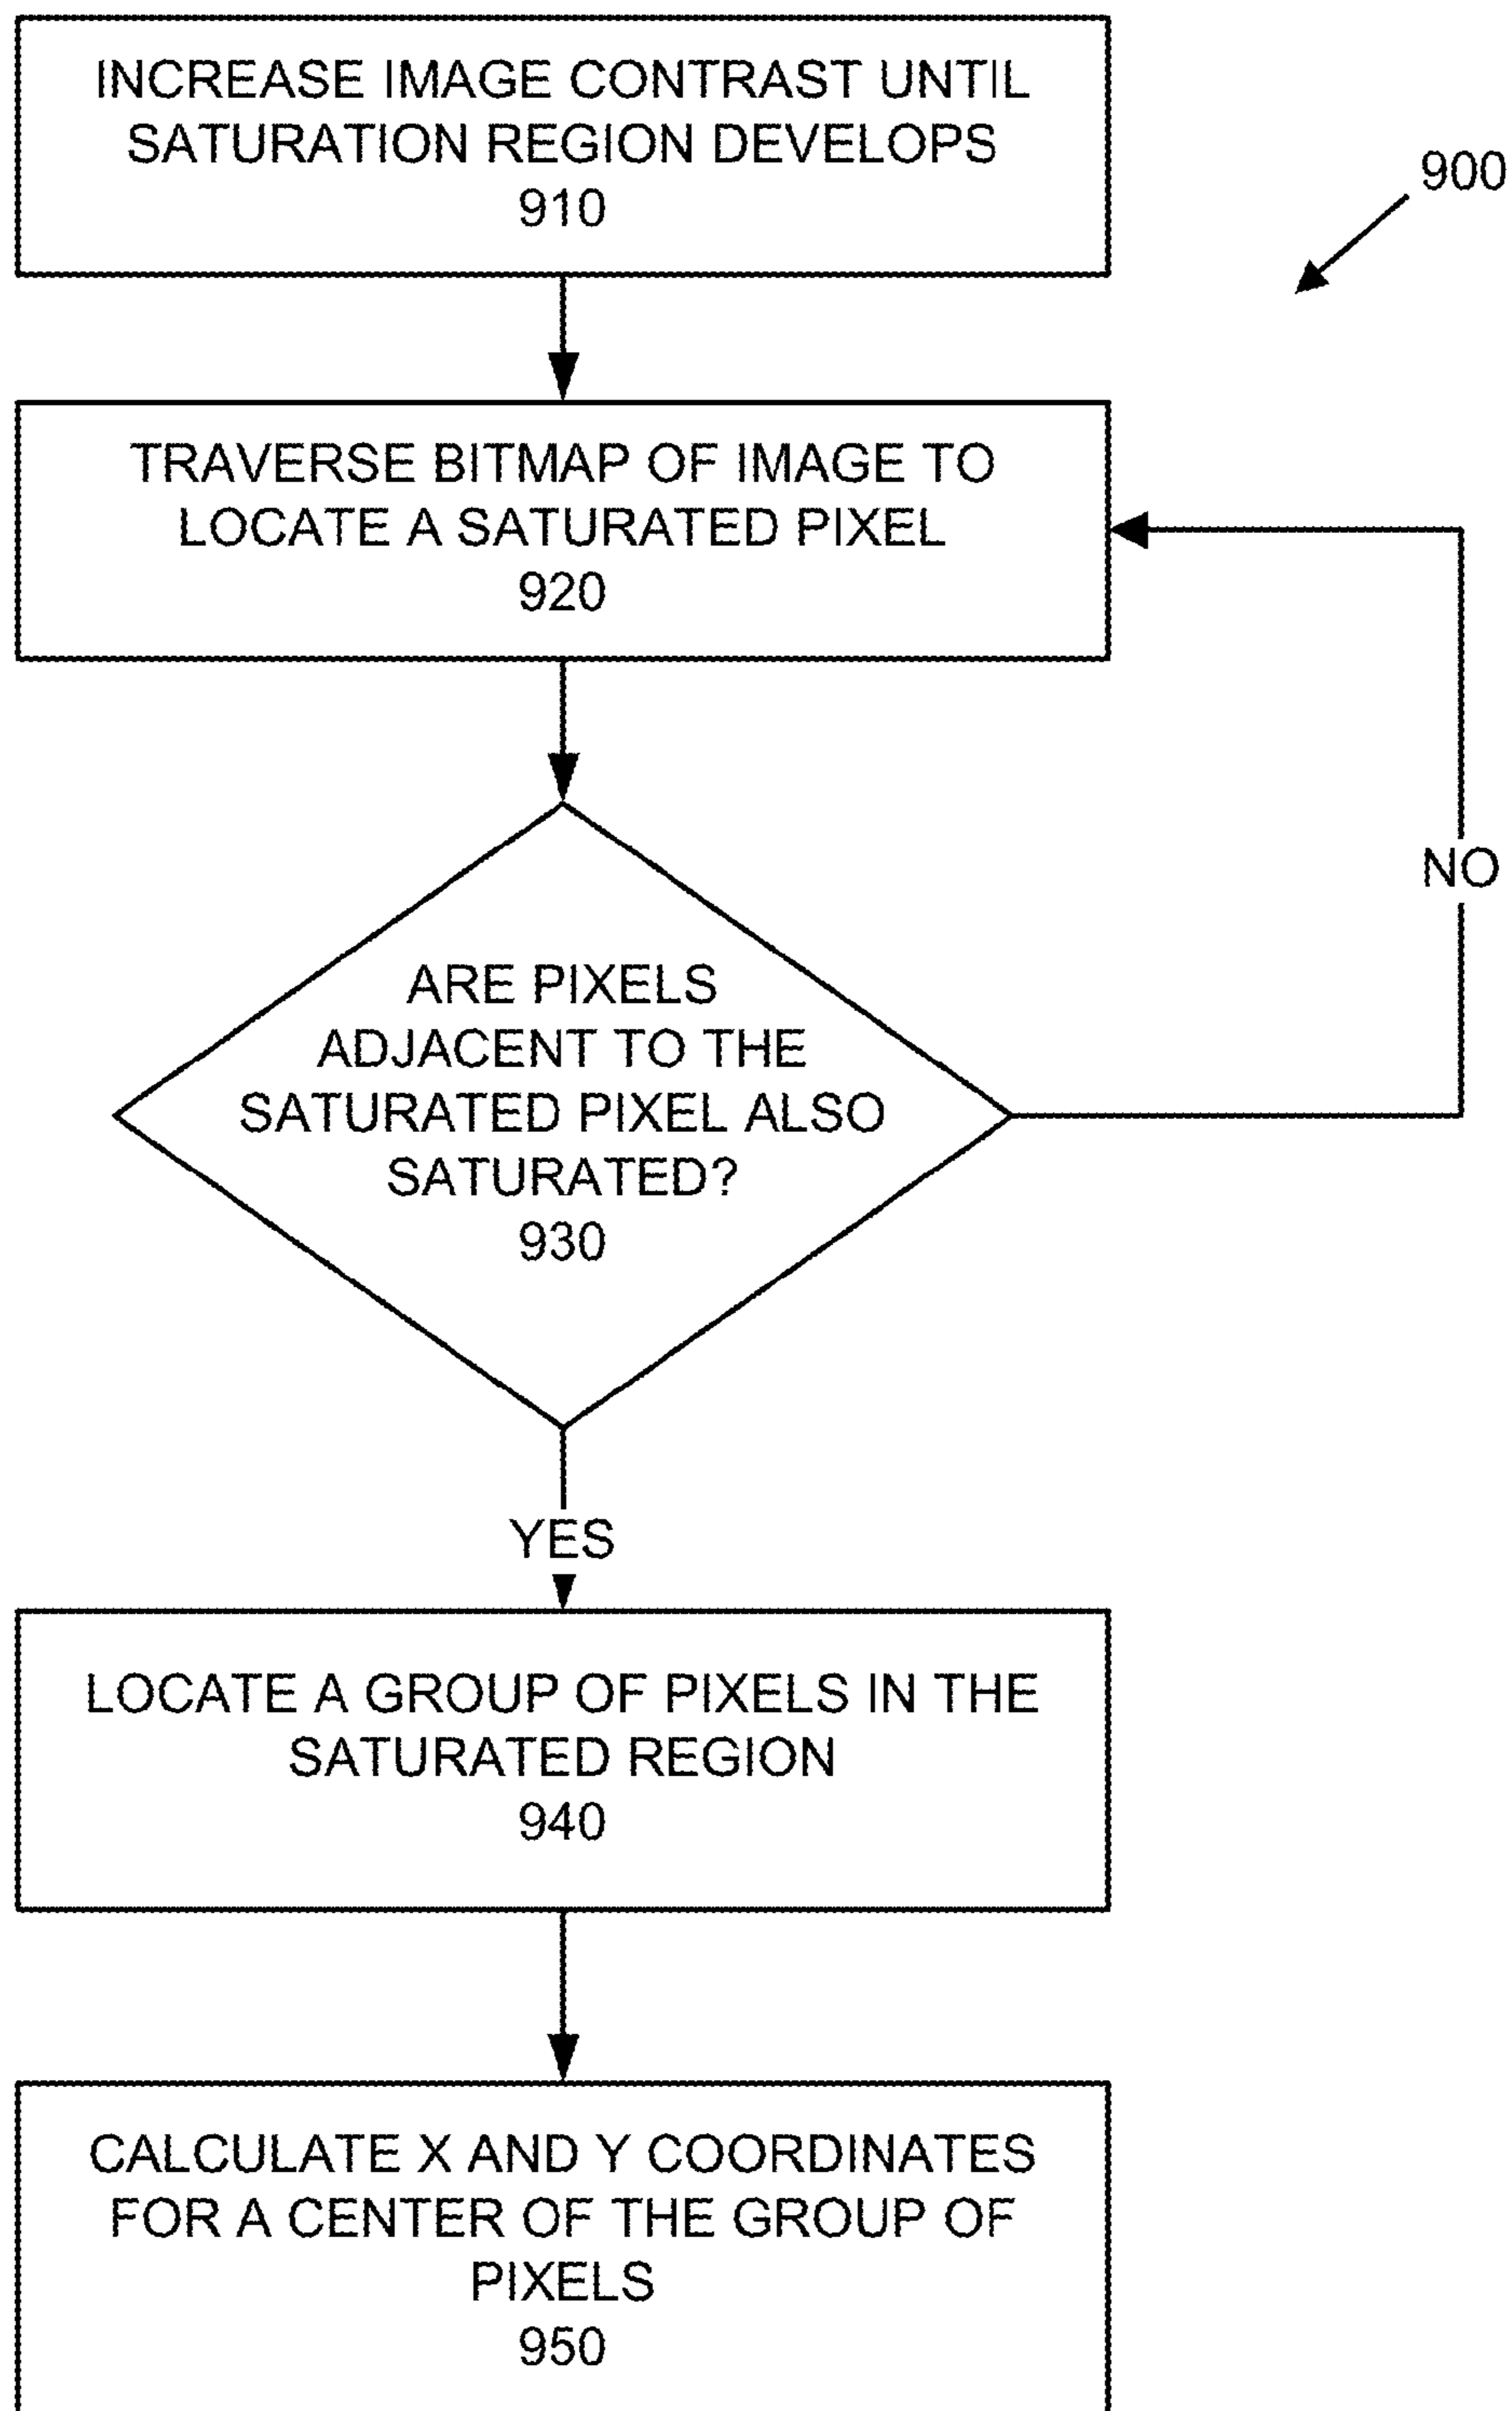 INCREASE IMAGE CONTRAST UNTIL
SATURATION REGION DEVELOPS
910
900
TRAVERSE BITMAP OF IMAGE TO
LOCATE A SATURATED PIXEL
920
NO
ARE PIXELS
ADJACENT TO THE
SATURATED PIXEL ALSO
SATURATED?
930
YES
LOCATE A GROUP OF PIXELS IN THE
SATURATED REGION
940
CALCULATE X AND Y COORDINATES
FOR A CENTER OF THE GROUP OF
PIXELS
950